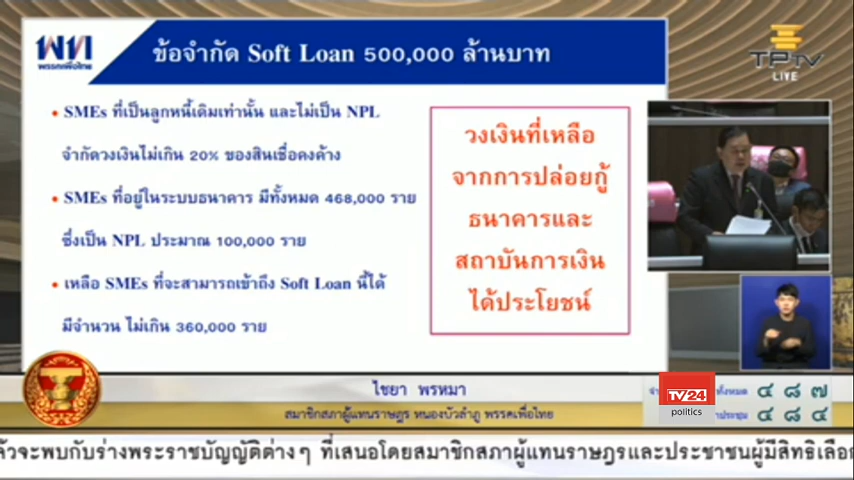 พท
พรรคเพื่อไทย
ข้อจำกัด Soft Loan 500,000 ล้านบาท
TPTV
LIVE
• SMEs ที่เป็นลูกหนี้เดิมเท่านั้น และไม่เป็น NPL
จำกัดวงเงินไม่เกิน 20% ของสินเชื่อคงค้าง
• SMEs ที่อยู่ในระบบธนาคาร มีทั้งหมด 468,000 ราย
ซึ่งเป็น NPL ประมาณ 100,000 ราย
• เหลือ SMEs ที่จะสามารถเข้าถึง Soft Loan นี้ได้
มีจำนวน ไม่เกิน 360,000 ราย
วงเงินที่เหลือ
จากการปล่อยกู้
ธนาคารและ
สถาบันการเงิน
ได้ประโยชน์
ไชยา พรหมา
สมาชิกสภาผู้แทนราษฎร หนองบัวลำภู พรรคเพื่อไทย
TV24
politics
ทั้งหมด ๔๘๗
ประชุม ๔๘๔
ล้วจะพบกับร่างพระราชบัญญัติต่างๆ ที่เสนอโดยสมาชิกสภาผู้แทนราษฎรและประชาชนผู้มีสิทธิเลือก